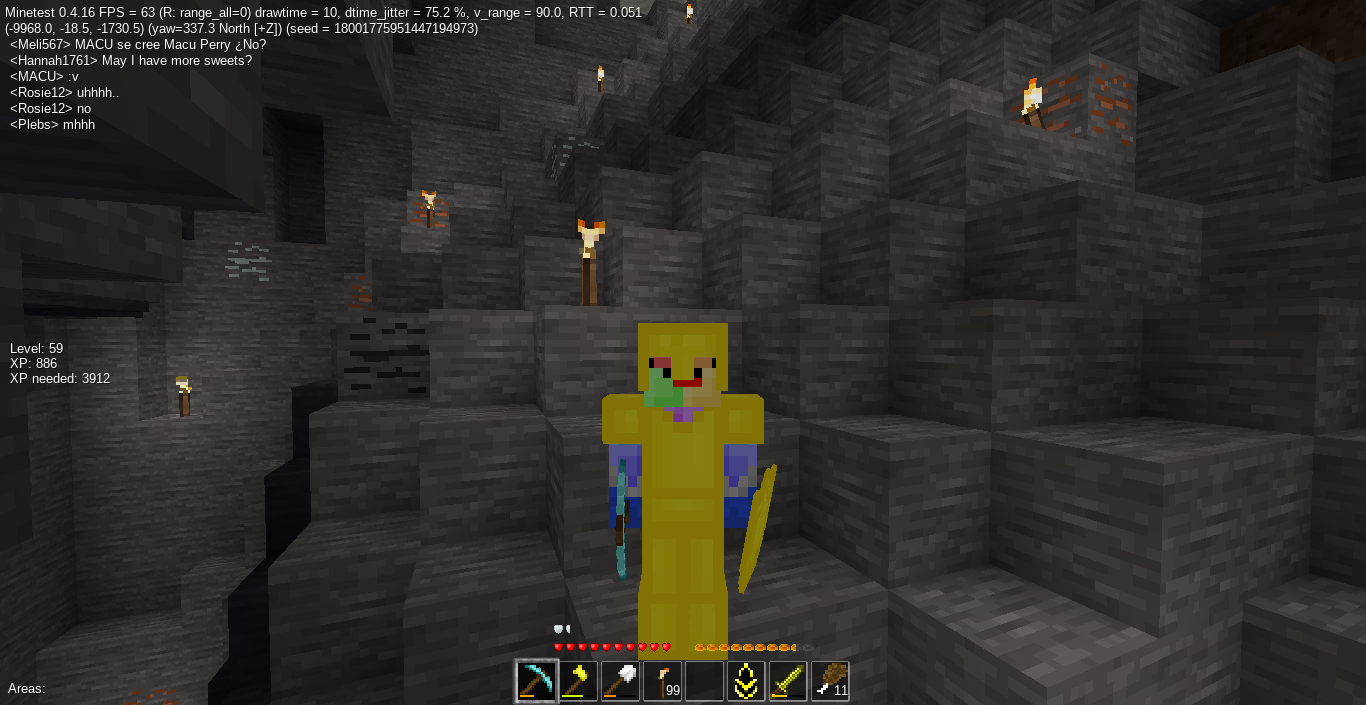 Minetest 0.4.16 FPS = 63 (R: range_all=0) drawtime = 10, dtime_jitter = 75.2 %, v_range = 90.0, RTT = 0.051
(-9968.0, -18.5, -1730.5) (yaw=337.3 North [+Z]) (seed = 18001775951447194973)
<Meli567> MACU se cree Macu Perry ¿No?
<Hannah1761> May I have more sweets?
<MACU> :v
<Rosie12> uhhhh..
<Rosie12> no
<Plebs> mhhh
Level: 59
XP: 886
XP needed: 3912
Areas:
99
11